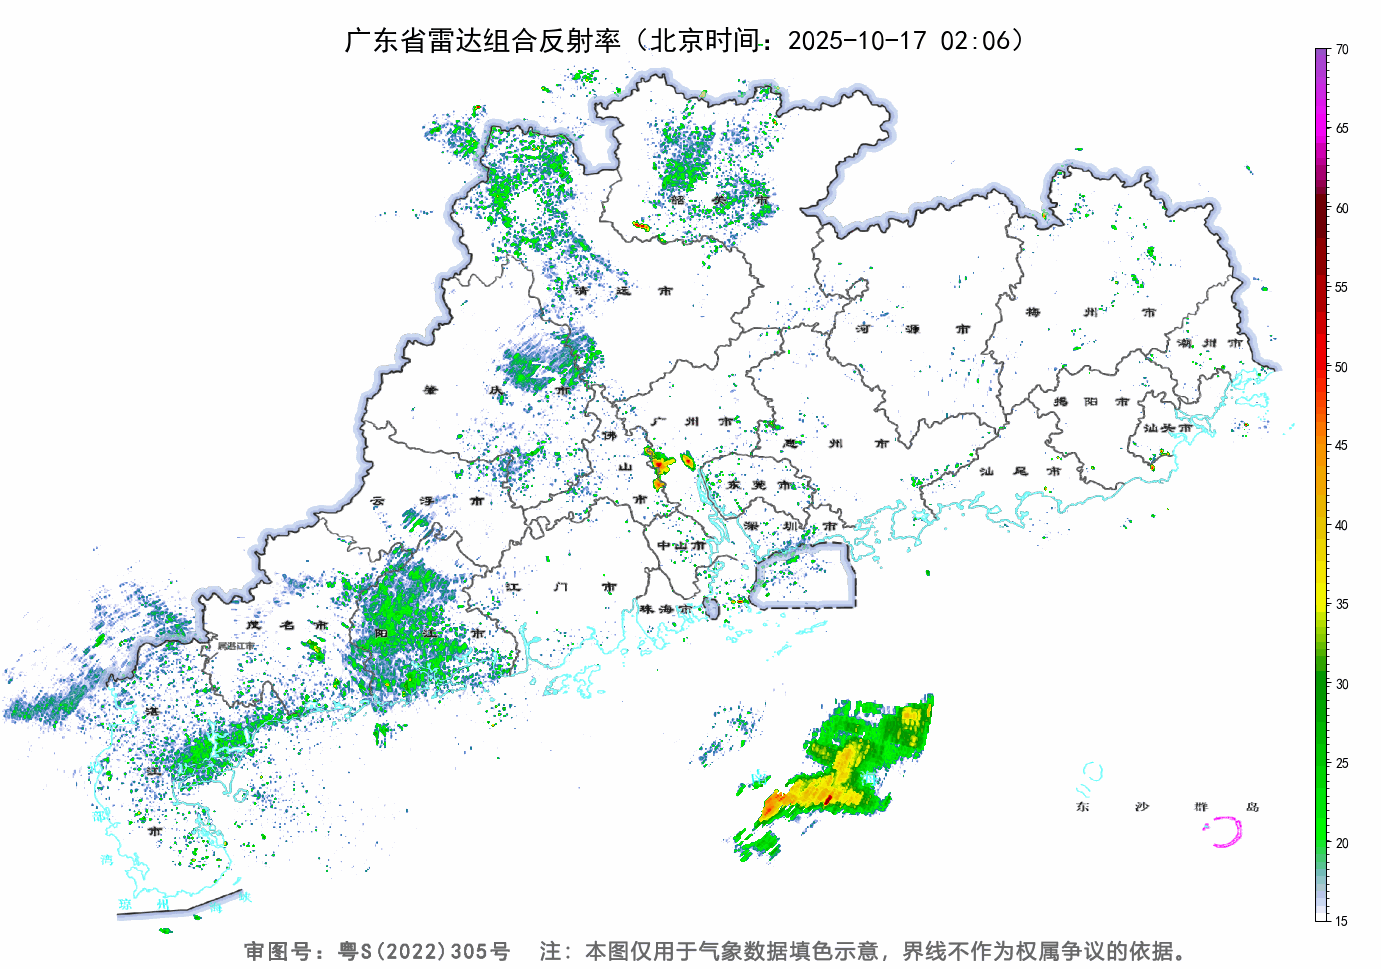 广东省雷达组合反射率（北京时间：2025-10-17 02:06）
70
65
60
55
50
45
40
35
30
25
20
15
韶关市
清远市
河源市
梅州市
潮州市
肇庆市
揭阳市
广州市
汕头市
佛山市
惠州市
汕尾市
云浮市
东莞市
深圳市
中山市
江门市
珠海市
茂名市
阳江市
属湛江市
湛江市
东沙群岛
湾
琼州海峡
审图号：粤S(2022)305号 注：本图仅用于气象数据填色示意，界线不作为权属争议的依据。